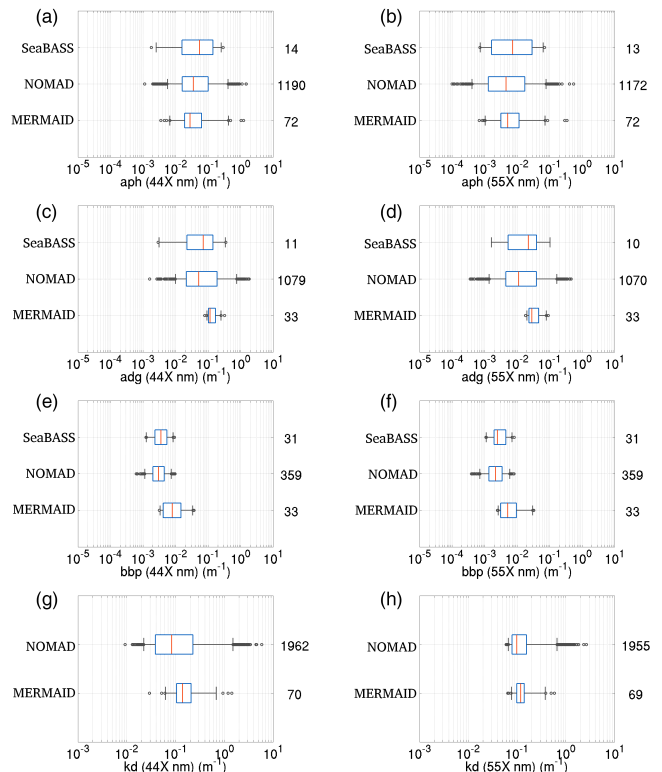 (a)
SeaBASS 14
NOMAD 1190
MERMAID 72
10^-5 10^-4 10^-3 10^-2 10^-1 10^0 10^1
aph (44X nm) (m^-1)
(b)
SeaBASS 13
NOMAD 1172
MERMAID 72
10^-5 10^-4 10^-3 10^-2 10^-1 10^0 10^1
aph (55X nm) (m^-1)
(c)
SeaBASS 11
NOMAD 1079
MERMAID 33
10^-5 10^-4 10^-3 10^-2 10^-1 10^0 10^1
adg (44X nm) (m^-1)
(d)
SeaBASS 10
NOMAD 1070
MERMAID 33
10^-5 10^-4 10^-3 10^-2 10^-1 10^0 10^1
adg (55X nm) (m^-1)
(e)
SeaBASS 31
NOMAD 359
MERMAID 33
10^-5 10^-4 10^-3 10^-2 10^-1 10^0 10^1
bbp (44X nm) (m^-1)
(f)
SeaBASS 31
NOMAD 359
MERMAID 33
10^-5 10^-4 10^-3 10^-2 10^-1 10^0 10^1
bbp (55X nm) (m^-1)
(g)
NOMAD 1962
MERMAID 70
10^-3 10^-2 10^-1 10^0 10^1
kd (44X nm) (m^-1)
(h)
NOMAD 1955
MERMAID 69
10^-3 10^-2 10^-1 10^0 10^1
kd (55X nm) (m^-1)